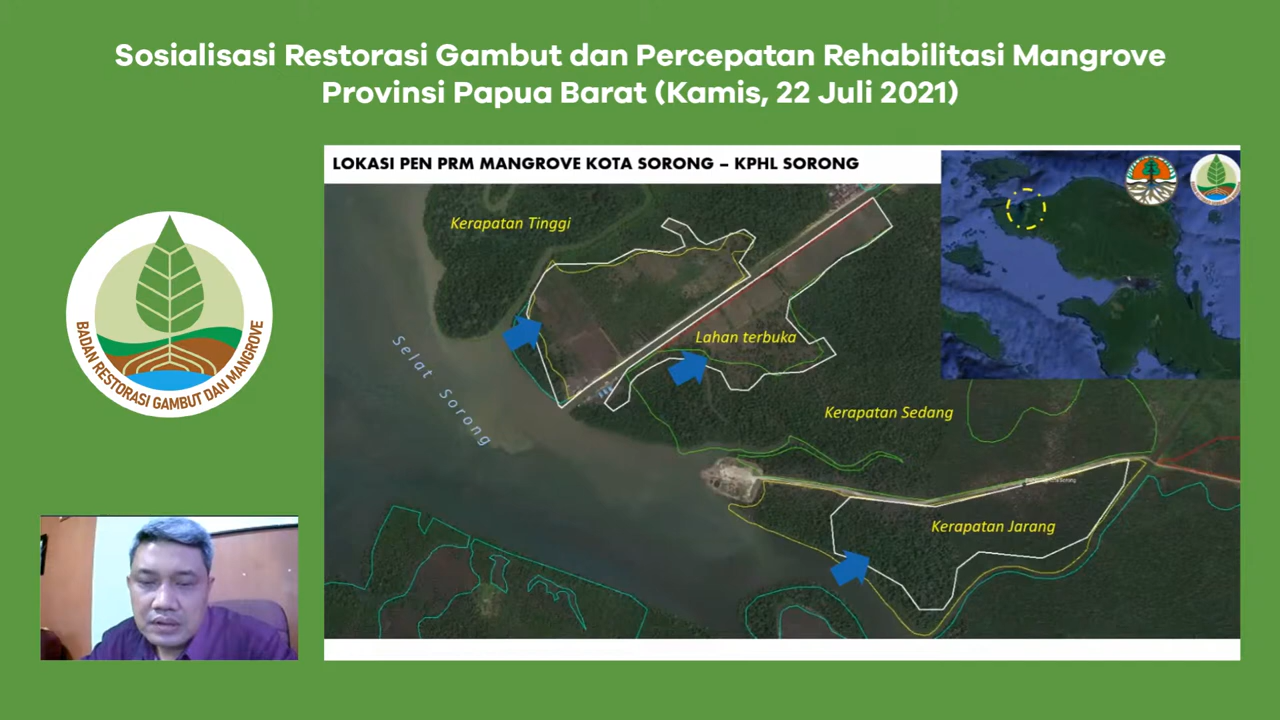 Sosialisasi Restorasi Gambut dan Percepatan Rehabilitasi Mangrove
Provinsi Papua Barat (Kamis, 22 Juli 2021)
LOKASI PEN PRM MANGROVE KOTA SORONG – KPHL SORONG
Kerapatan Tinggi
Lahan terbuka
Selat Sorong
Kerapatan Sedang
Kerapatan Jarang
BADAN RESTORASI GAMBUT DAN MANGROVE